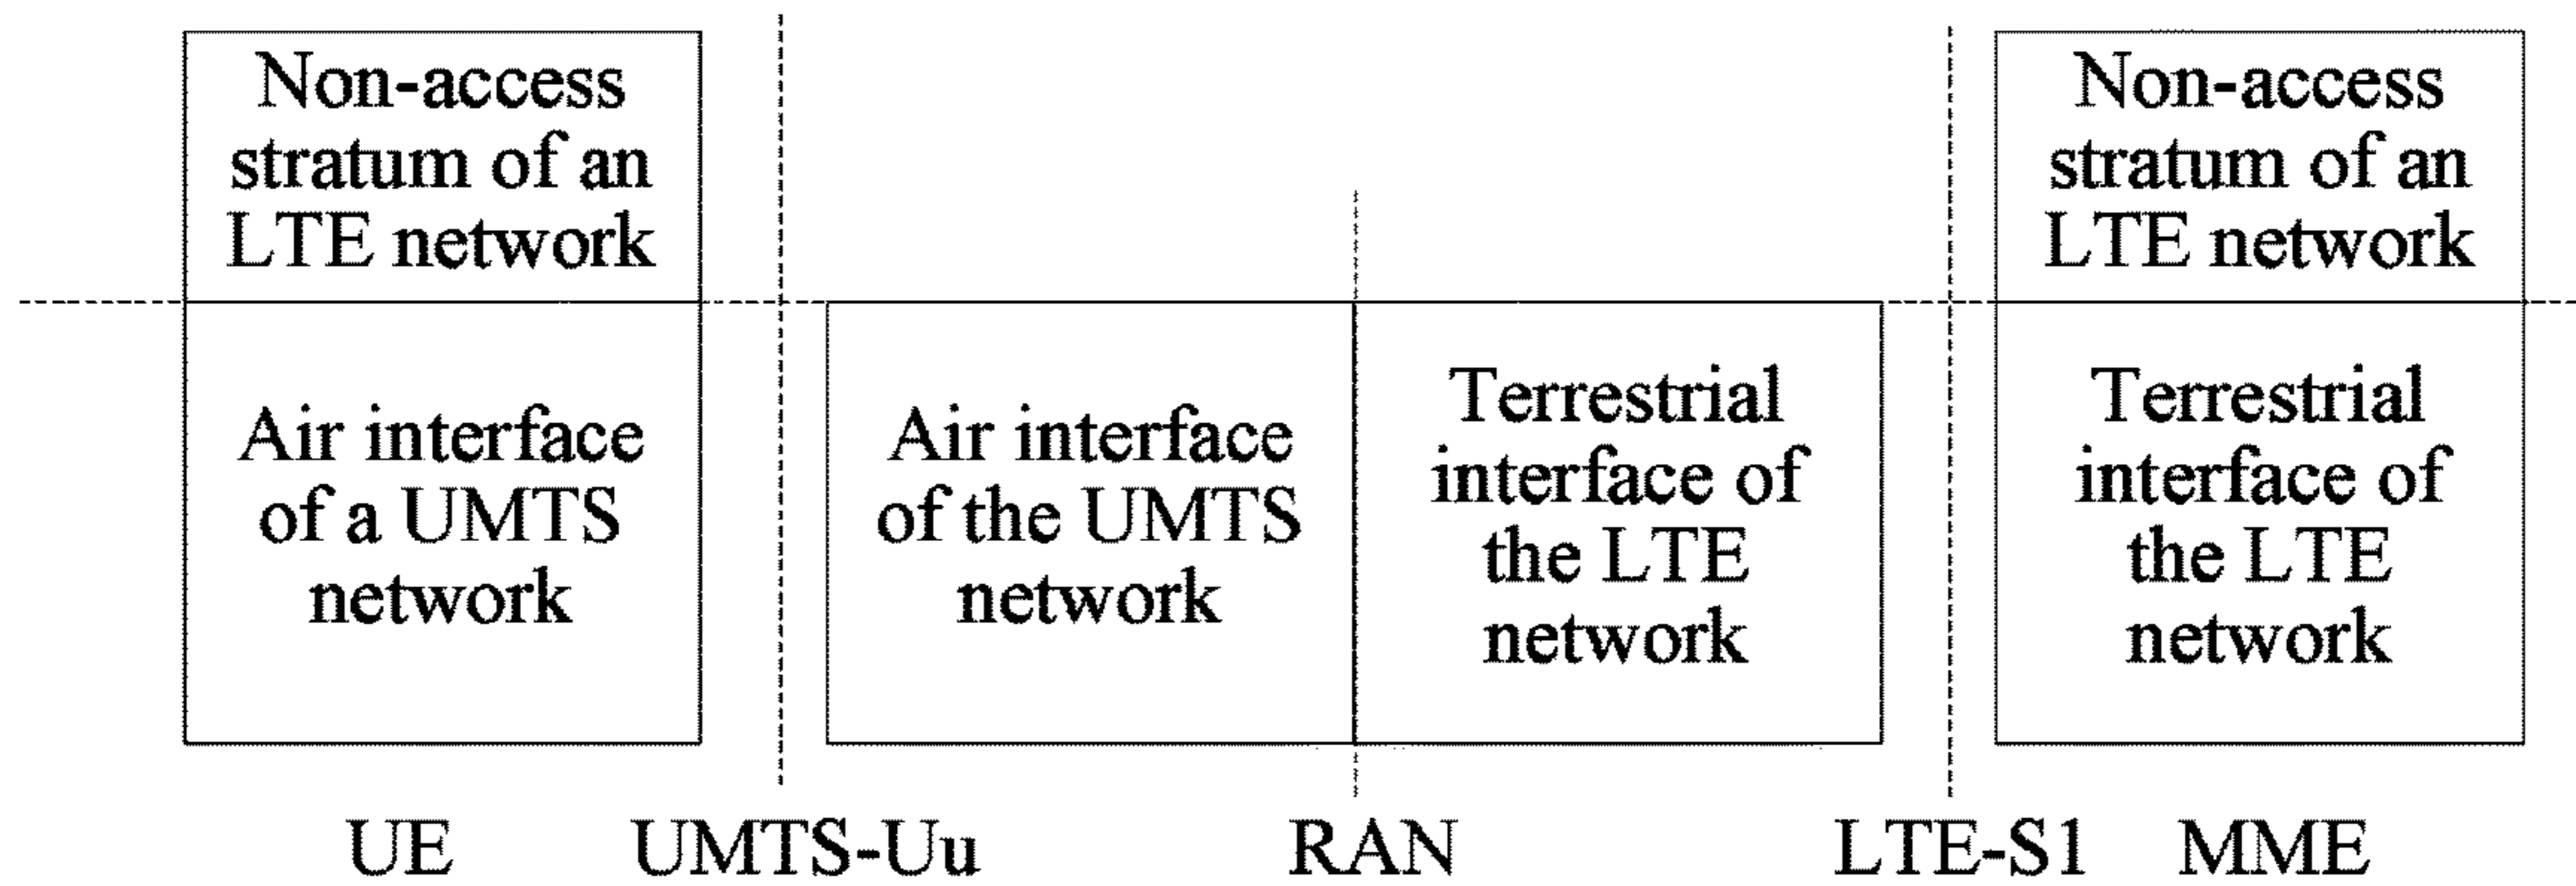 Non-access
stratum of an
LTE network
Non-access
stratum of an
LTE network
Air interface
of a UMTS
network
Air interface
of the UMTS
network
Terrestrial
interface of
the LTE
network
Terrestrial
interface of
the LTE
network
UE
UMTS-Uu
RAN
LTE-S1
MME